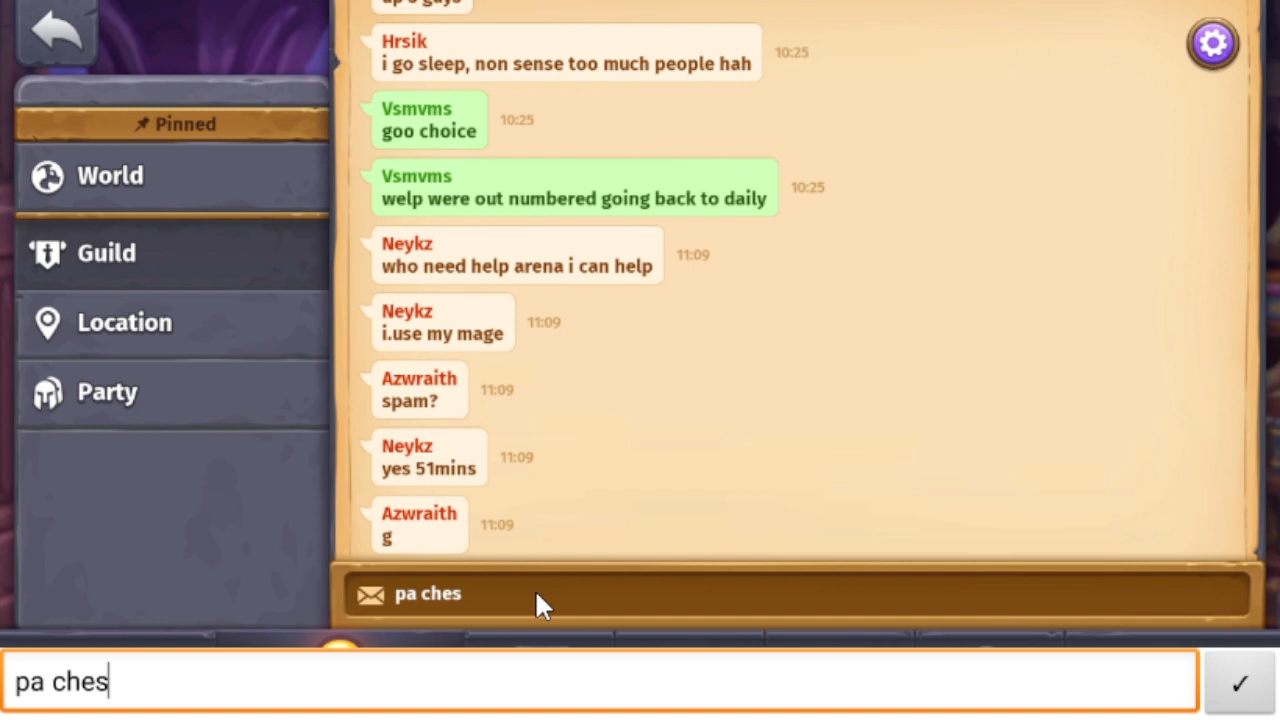 Hrsik
i go sleep, non sense too much people hah
10:25
Vsmvms
goo choice
10:25
Vsmvms
welp were out numbered going back to daily
10:25
Neykz
who need help arena i can help
11:09
Neykz
i.use my mage
11:09
Azwraith
spam?
11:09
Neykz
yes 51mins
11:09
Azwraith
g
11:09
pa ches
Pinned
World
Guild
Location
Party
pa ches